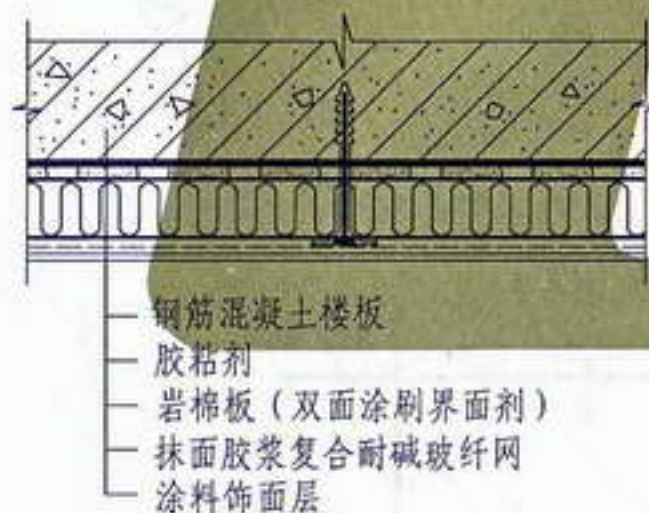 钢筋混凝土楼板
胶粘剂
岩棉板（双面涂刷界面剂）
抹面胶浆复合耐碱玻纤网
涂料饰面层